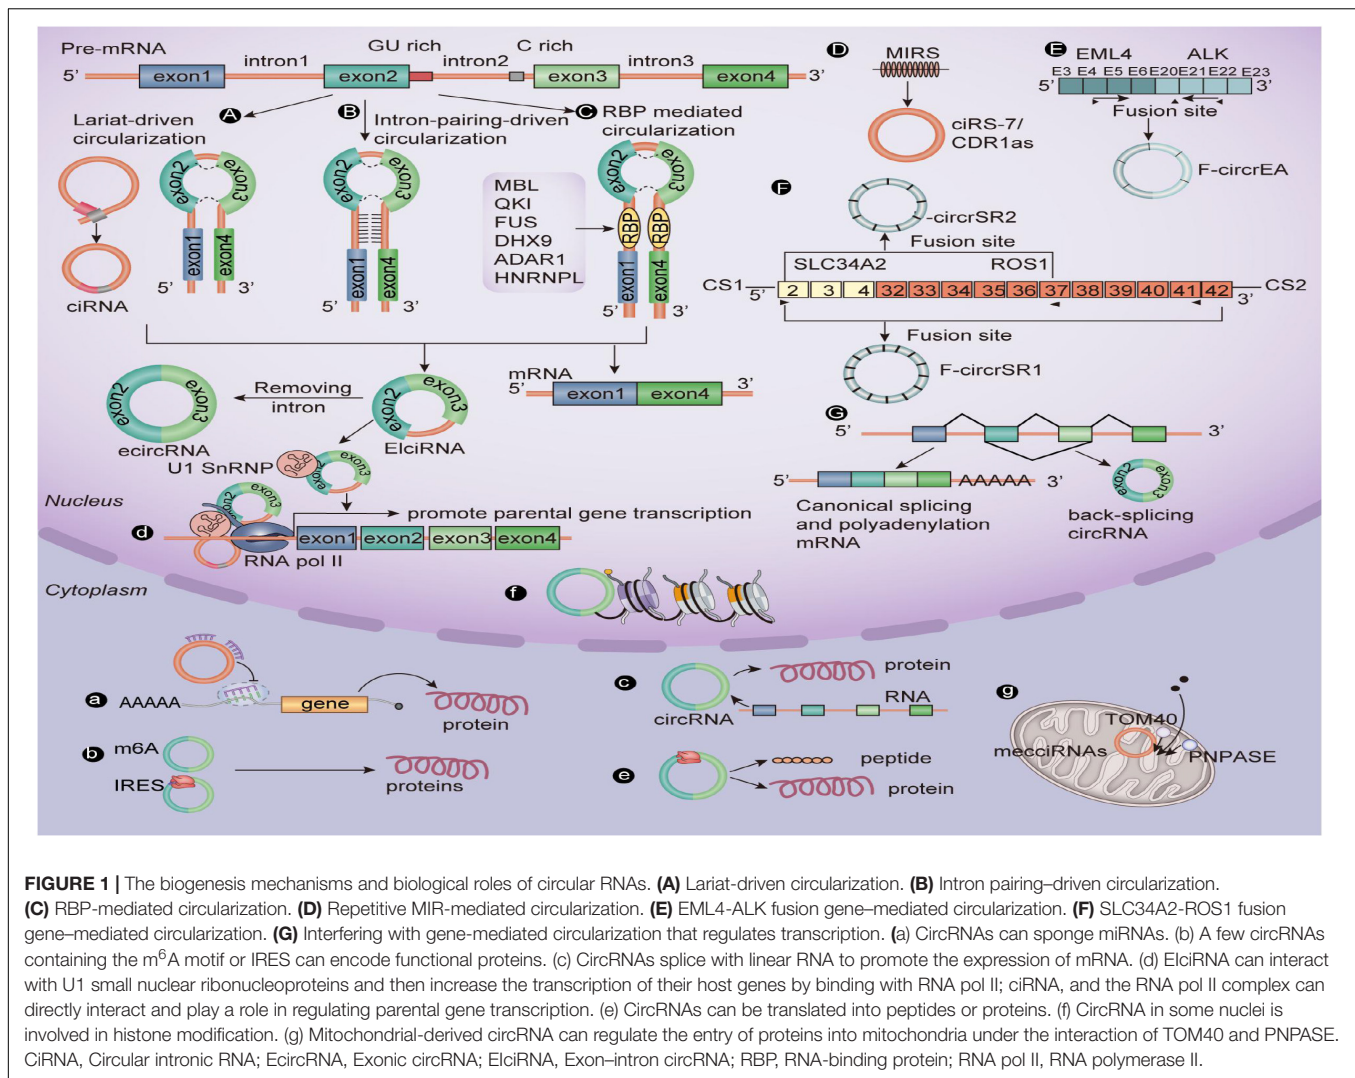 Pre-mRNA
GU rich
C rich
intron1
intron2
intron3
5’
exon1
exon2
exon3
exon4
3’
A
Lariat-driven
circularization
B
Intron-pairing-driven
circularization
C
RBP mediated
circularization
exon2
exon3
exon1
exon4
5’
3’
ciRNA
exon2
exon3
exon1
exon4
5’
3’
MBL
QKI
FUS
DHX9
ADAR1
HNRNPL
exon2
exon3
RBP
RBP
exon1
exon4
5’
3’
D
MIRS
ciRS-7/
CDR1as
E
EML4
ALK
E3 E4 E5 E6 E20 E21 E22 E23
5’
3’
Fusion site
F-circrEA
F
-circrSR2
Fusion site
SLC34A2
ROS1
CS1
5’
2 3 4 32 33 34 35 36 37 38 39 40 41 42
3’
CS2
Fusion site
F-circrSR1
exon2
exon3
ecircRNA
Removing
intron
exon2
exon3
ElciRNA
mRNA
5’
exon1
exon4
3’
U1 SnRNP
exon2
exon3
G
5’
3’
5’
AAAAA
3’
Canonical splicing
and polyadenylation
mRNA
exon2
exon3
back-splicing
circRNA
Nucleus
exon2
exon3
promote parental gene transcription
d
exon1
exon2
exon3
exon4
RNA pol II
Cytoplasm
f
a
AAAAA
gene
protein
b
m6A
IRES
proteins
c
circRNA
protein
RNA
e
peptide
protein
g
TOM40
mecciRNAs
PNPASE
FIGURE 1 | The biogenesis mechanisms and biological roles of circular RNAs. (A) Lariat-driven circularization. (B) Intron pairing–driven circularization.
(C) RBP-mediated circularization. (D) Repetitive MIR-mediated circularization. (E) EML4-ALK fusion gene–mediated circularization. (F) SLC34A2-ROS1 fusion
gene–mediated circularization. (G) Interfering with gene-mediated circularization that regulates transcription. (a) CircRNAs can sponge miRNAs. (b) A few circRNAs
containing the m⁶A motif or IRES can encode functional proteins. (c) CircRNAs splice with linear RNA to promote the expression of mRNA. (d) ElciRNA can interact
with U1 small nuclear ribonucleoproteins and then increase the transcription of their host genes by binding with RNA pol II; ciRNA, and the RNA pol II complex can
directly interact and play a role in regulating parental gene transcription. (e) CircRNAs can be translated into peptides or proteins. (f) CircRNA in some nuclei is
involved in histone modification. (g) Mitochondrial-derived circRNA can regulate the entry of proteins into mitochondria under the interaction of TOM40 and PNPASE.
CiRNA, Circular intronic RNA; EcircRNA, Exonic circRNA; ElciRNA, Exon–intron circRNA; RBP, RNA-binding protein; RNA pol II, RNA polymerase II.